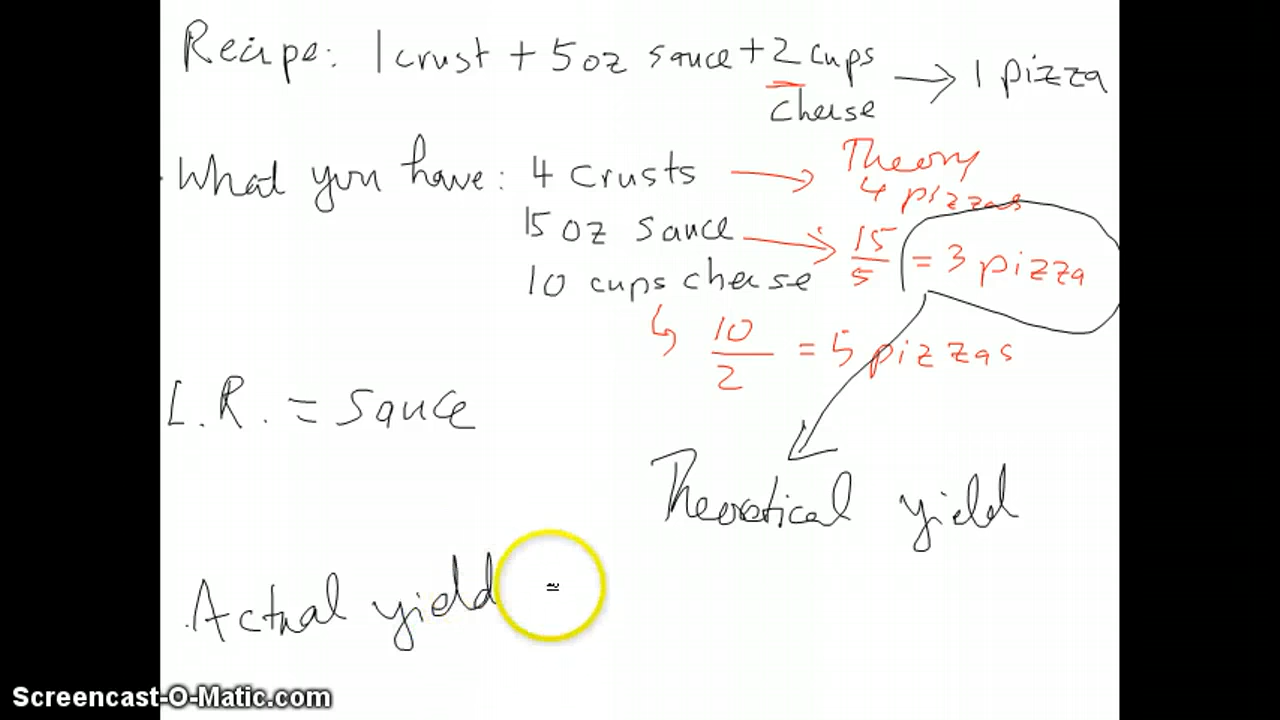 Recipe: 1 crust + 5 oz sauce + 2 cups cheese → 1 pizza
What you have: 4 crusts → Theory 4 pizzas
15 oz sauce → 15/5 = 3 pizza
10 cups cheese
↳ 10/2 = 5 pizzas
L.R. = sauce
Theoretical yield
Actual yield =
Screencast-O-Matic.com